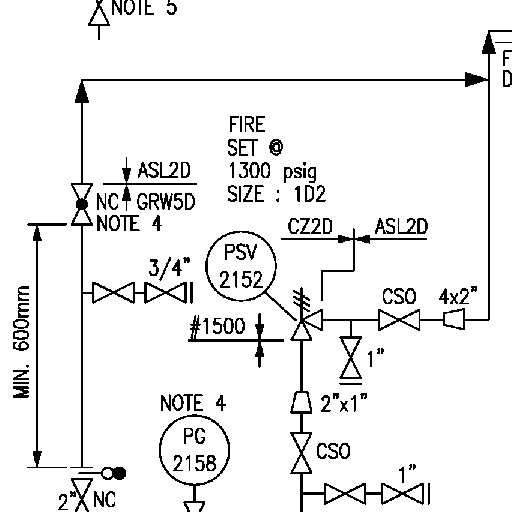 NOTE 5
F
D
FIRE
SET @
1300 psig
SIZE : 1D2
ASL2D
NC GRW5D
NOTE 4
CZ2D ASL2D
PSV
2152
3/4"
CSO 4x2"
#1500
MIN. 600mm
1"
2"x1"
NOTE 4
PG
2158
CSO
1"
2" NC